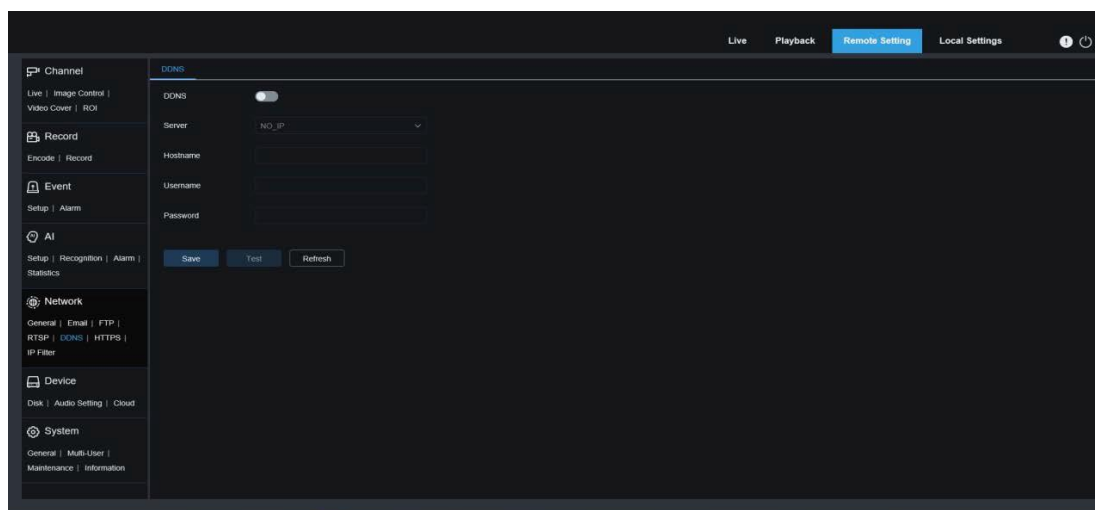 Live Playback Remote Setting Local Settings
Channel
Live | Image Control |
Video Cover | ROI
Record
Encode | Record
Event
Setup | Alarm
AI
Setup | Recognition | Alarm |
Statistics
Network
General | Email | FTP |
RTSP | DDNS | HTTPS |
IP Filter
Device
Disk | Audio Setting | Cloud
System
General | Multi-User |
Maintenance | Information
DDNS
DDNS
Server NO_IP
Hostname
Username
Password
Save Test Refresh